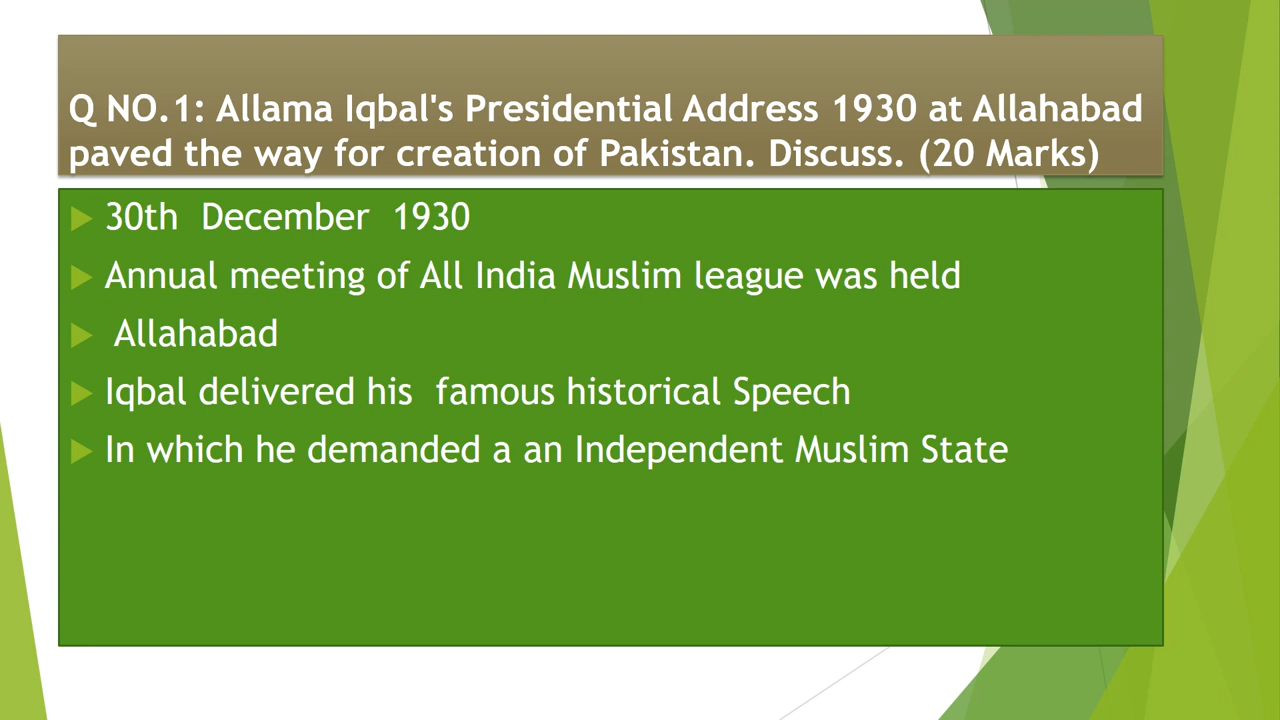 Q NO.1: Allama Iqbal's Presidential Address 1930 at Allahabad
paved the way for creation of Pakistan. Discuss. (20 Marks)
30th December 1930
Annual meeting of All India Muslim league was held
Allahabad
Iqbal delivered his famous historical Speech
In which he demanded a an Independent Muslim State